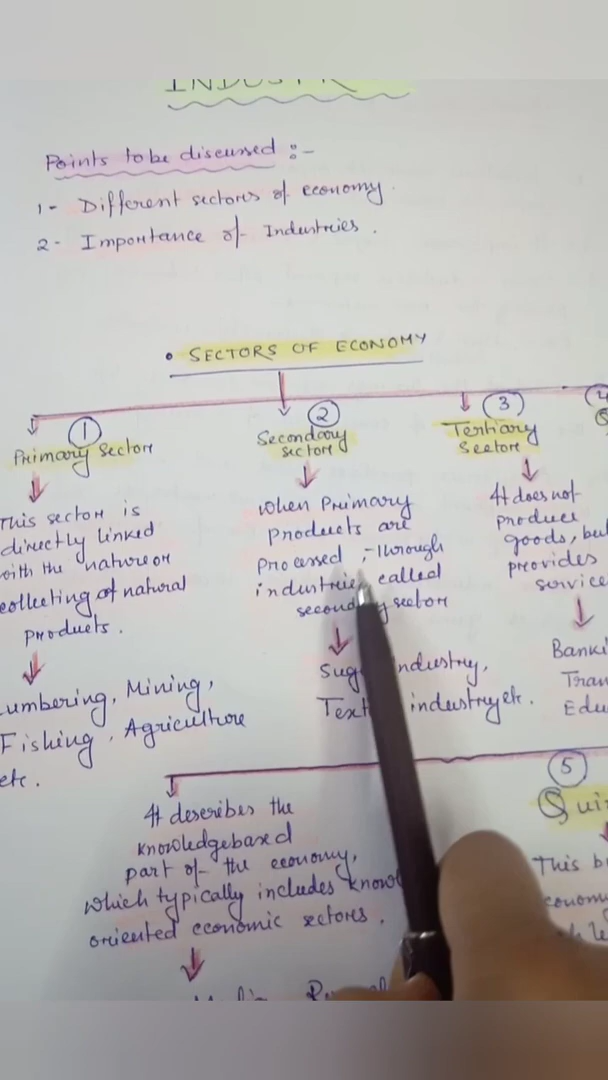 INDUSTR
Points to be discussed :-
1- Different sectors of economy.
2- Importance of Industries.
• SECTORS OF ECONOMY
1
Primary Sector
This sector is
directly linked
with the nature or
collecting of natural
products.
Lumbering, Mining,
Fishing, Agriculture
etc.
2
Secondary
sector
when Primary
Products are
Processed, through
industries called
secondary sector
industry,
industry etc.
3
Tertiary
Sector
It does not
produce
goods, but
provides
service
Banki
Tran
Edu
It describes the
knowledgebased
part of the economy,
which typically includes
oriented economic sectors.
5
Qui
This b